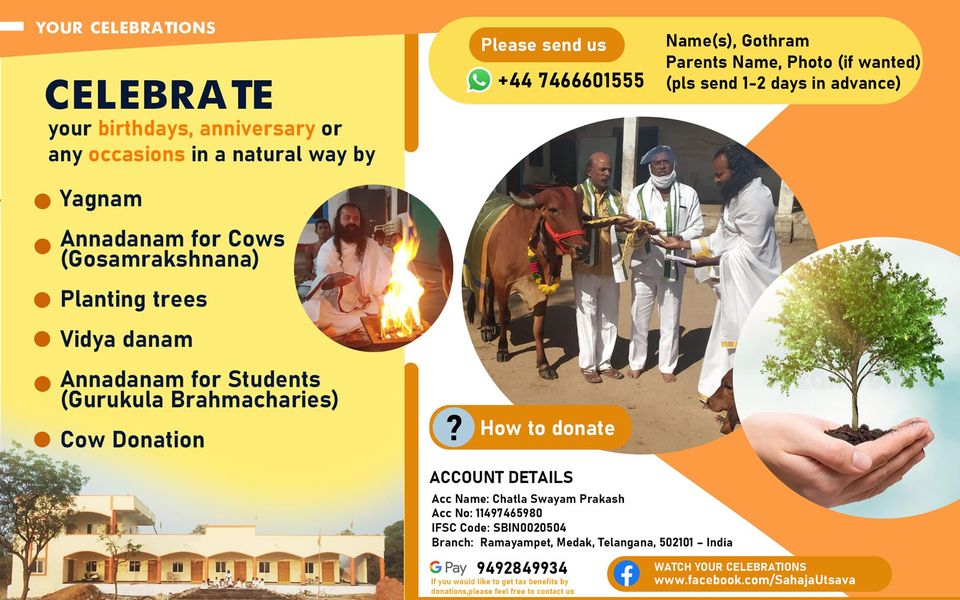 YOUR CELEBRATIONS
CELEBRATE
your birthdays, anniversary or
any occasions in a natural way by
Yagnam
Annadanam for Cows
(Gosamrakshnana)
Planting trees
Vidya danam
Annadanam for Students
(Gurukula Brahmacharies)
Cow Donation
Please send us
+44 7466601555
Name(s), Gothram
Parents Name, Photo (if wanted)
(pls send 1-2 days in advance)
? How to donate
ACCOUNT DETAILS
Acc Name: Chatla Swayam Prakash
Acc No: 11497465980
IFSC Code: SBIN0020504
Branch: Ramayampet, Medak, Telangana, 502101 – India
G Pay 9492849934
If you would like to get tax benefits by
donations,please feel free to contact us
WATCH YOUR CELEBRATIONS
www.facebook.com/SahajaUtsava